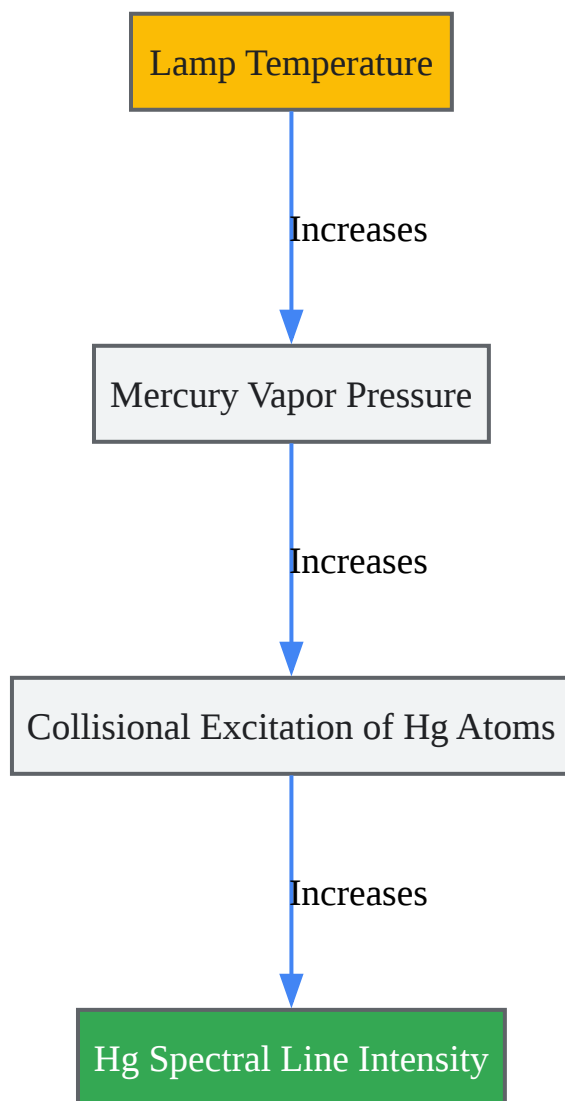 Lamp Temperature
Increases
Mercury Vapor Pressure
Increases
Collisional Excitation of Hg Atoms
Increases
Hg Spectral Line Intensity